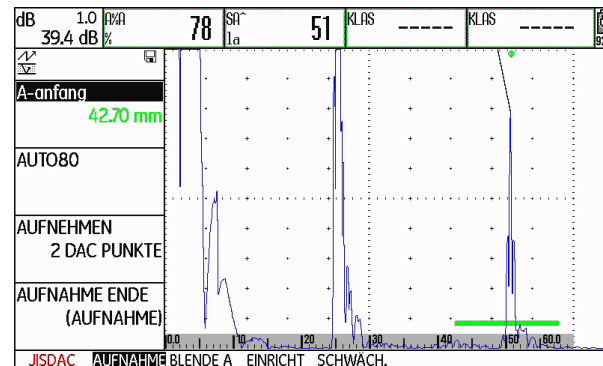 dB 1.0 A%A SA^ KLAS KLAS
39.4 dB % 78 1a 51 ----- -----
A-anfang
42.70 mm
AUTO80
AUFNEHMEN
2 DAC PUNKTE
AUFNAHME ENDE
(AUFNAHME)
0.0 10 20 30 40 50 60.0
JISDAC AUFNAHME BLENDE A EINRICHT SCHWÄCH.